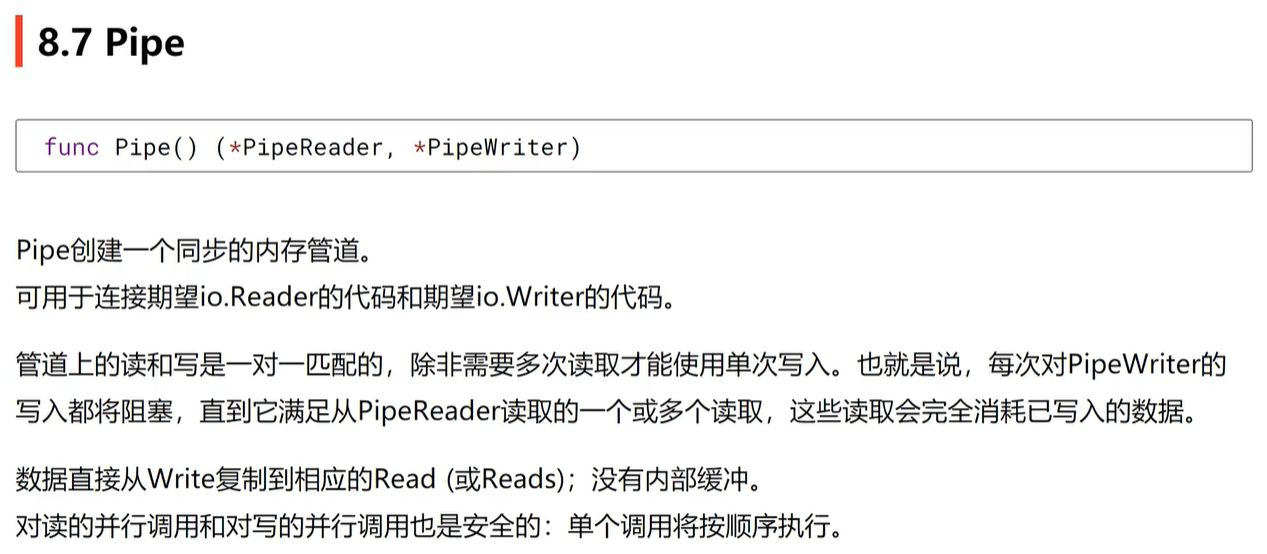 8.7 Pipe
func Pipe() (*PipeReader, *PipeWriter)
Pipe创建一个同步的内存管道。
可用于连接期望io.Reader的代码和期望io.Writer的代码。
管道上的读和写是一对一匹配的，除非需要多次读取才能使用单次写入。也就是说，每次对PipeWriter的
写入都将阻塞，直到它满足从PipeReader读取的一个或多个读取，这些读取会完全消耗已写入的数据。
数据直接从Write复制到相应的Read (或Reads)；没有内部缓冲。
对读的并行调用和对写的并行调用也是安全的：单个调用将按顺序执行。